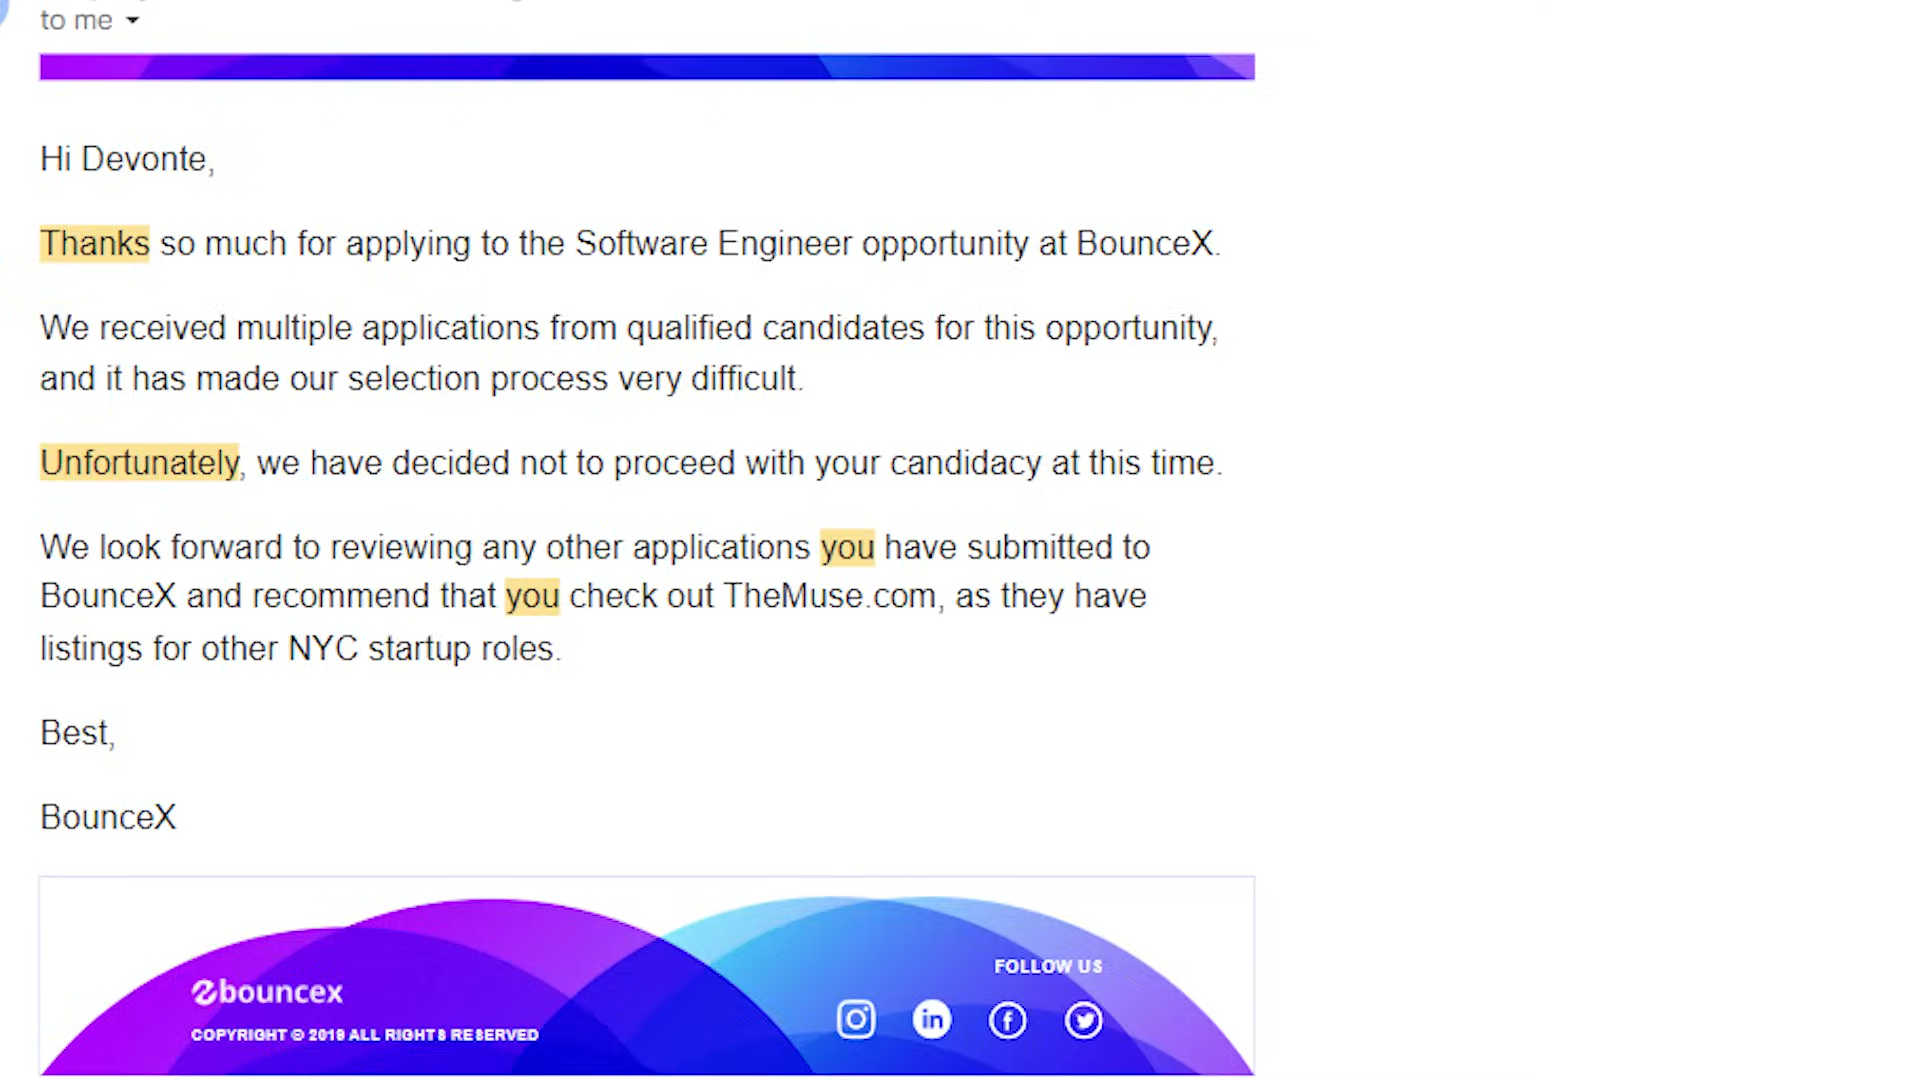 to me
Hi Devonte,
Thanks so much for applying to the Software Engineer opportunity at BounceX.
We received multiple applications from qualified candidates for this opportunity,
and it has made our selection process very difficult.
Unfortunately, we have decided not to proceed with your candidacy at this time.
We look forward to reviewing any other applications you have submitted to
BounceX and recommend that you check out TheMuse.com, as they have
listings for other NYC startup roles.
Best,
BounceX
bouncex
COPYRIGHT © 2019 ALL RIGHTS RESERVED
FOLLOW US